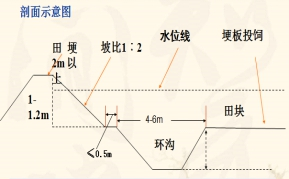 剖面示意图
田 埂
2m以
上
坡比1：2
水位线
埂板投饲
1-
1.2m
4-6m
田块
≤0.5m
环沟